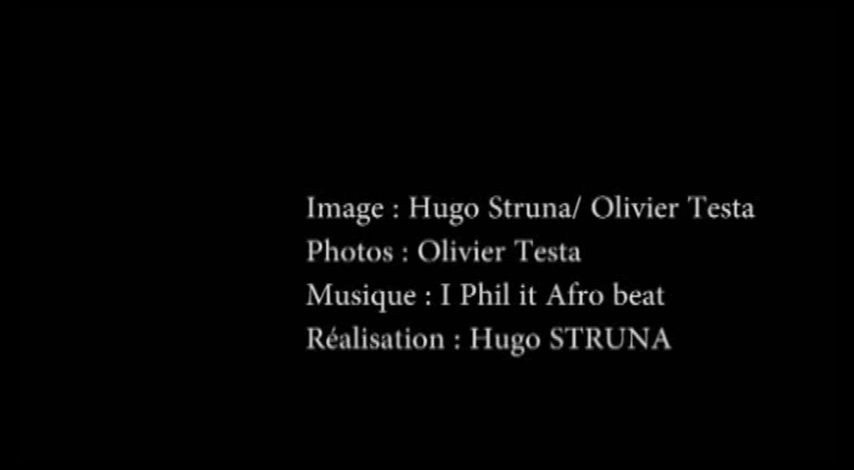 Image : Hugo Struna/ Olivier Testa
Photos : Olivier Testa
Musique : I Phil it Afro beat
Réalisation : Hugo STRUNA